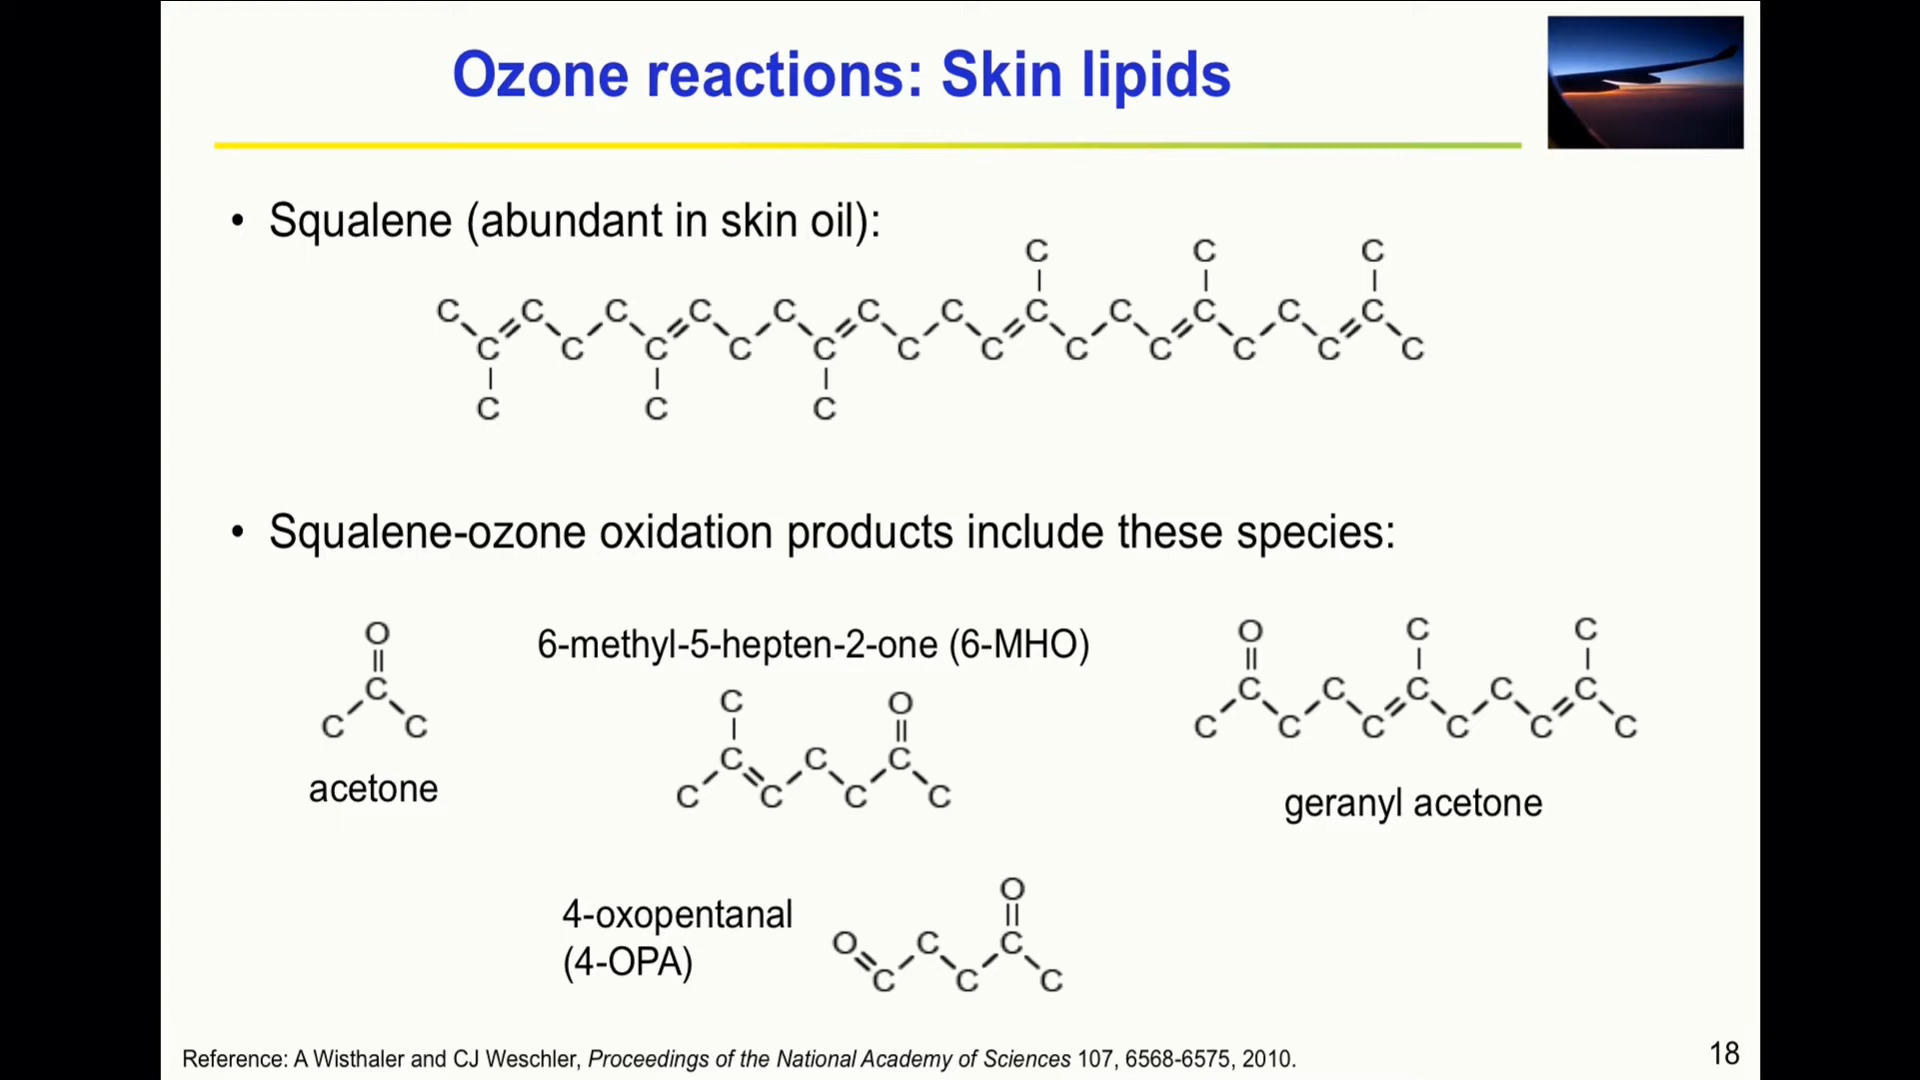 Ozone reactions: Skin lipids
• Squalene (abundant in skin oil):
C C C
C C C C C C C C C C C C
C C C C C C C C C C C C
C C C
• Squalene-ozone oxidation products include these species:
O
C
C C
acetone
6-methyl-5-hepten-2-one (6-MHO)
C O
C C C
C C C C
O C C
C C C C C
C C C C C C
geranyl acetone
4-oxopentanal
(4-OPA)
O
O C C
C C C
Reference: A Wisthaler and CJ Weschler, Proceedings of the National Academy of Sciences 107, 6568-6575, 2010.
18